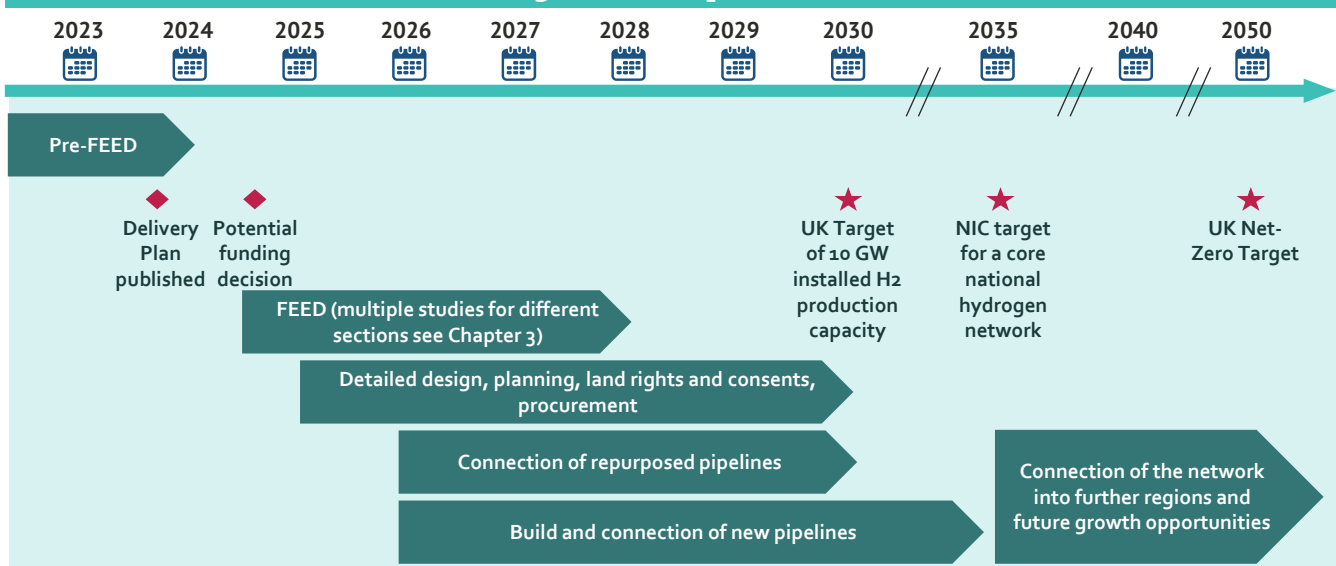 2023 2024 2025 2026 2027 2028 2029 2030 2035 2040 2050
Pre-FEED
Delivery
Plan
published
Potential
funding
decision
UK Target
of 10 GW
installed H2
production
capacity
NIC target
for a core
national
hydrogen
network
UK Net-
Zero Target
FEED (multiple studies for different
sections see Chapter 3)
Detailed design, planning, land rights and consents,
procurement
Connection of repurposed pipelines
Build and connection of new pipelines
Connection of the network
into further regions and
future growth opportunities